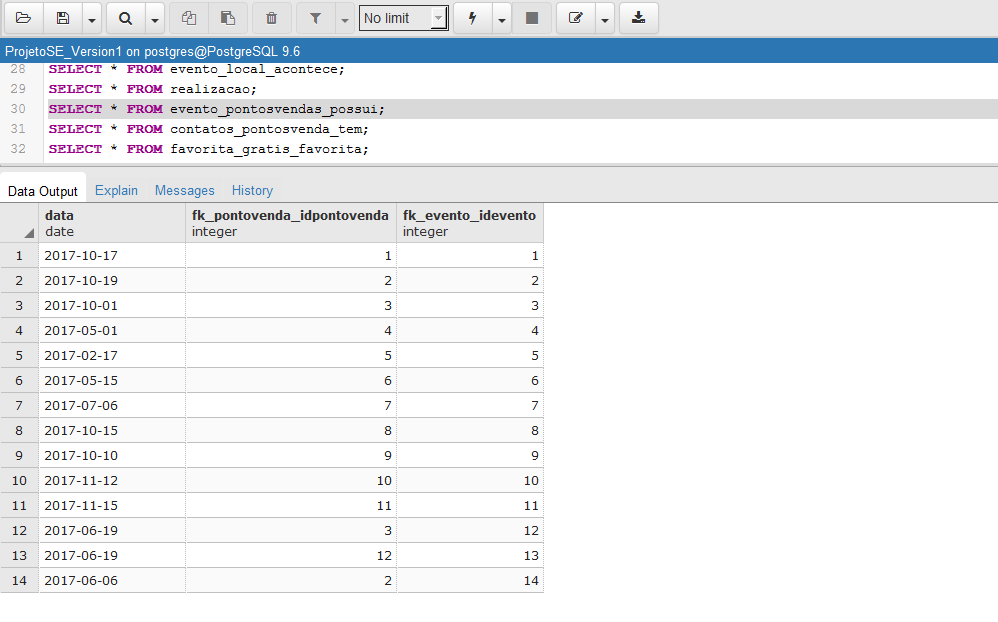 No limit
ProjetoSE_Version1 on postgres@PostgreSQL 9.6
28 SELECT * FROM evento_local_acontece;
29 SELECT * FROM realizacao;
30 SELECT * FROM evento_pontosvendas_possui;
31 SELECT * FROM contatos_pontosvenda_tem;
32 SELECT * FROM favorita_gratis_favorita;
Data Output Explain Messages History
data fk_pontovenda_idpontovenda fk_evento_idevento
date integer integer
1 2017-10-17 1 1
2 2017-10-19 2 2
3 2017-10-01 3 3
4 2017-05-01 4 4
5 2017-02-17 5 5
6 2017-05-15 6 6
7 2017-07-06 7 7
8 2017-10-15 8 8
9 2017-10-10 9 9
10 2017-11-12 10 10
11 2017-11-15 11 11
12 2017-06-19 3 12
13 2017-06-19 12 13
14 2017-06-06 2 14